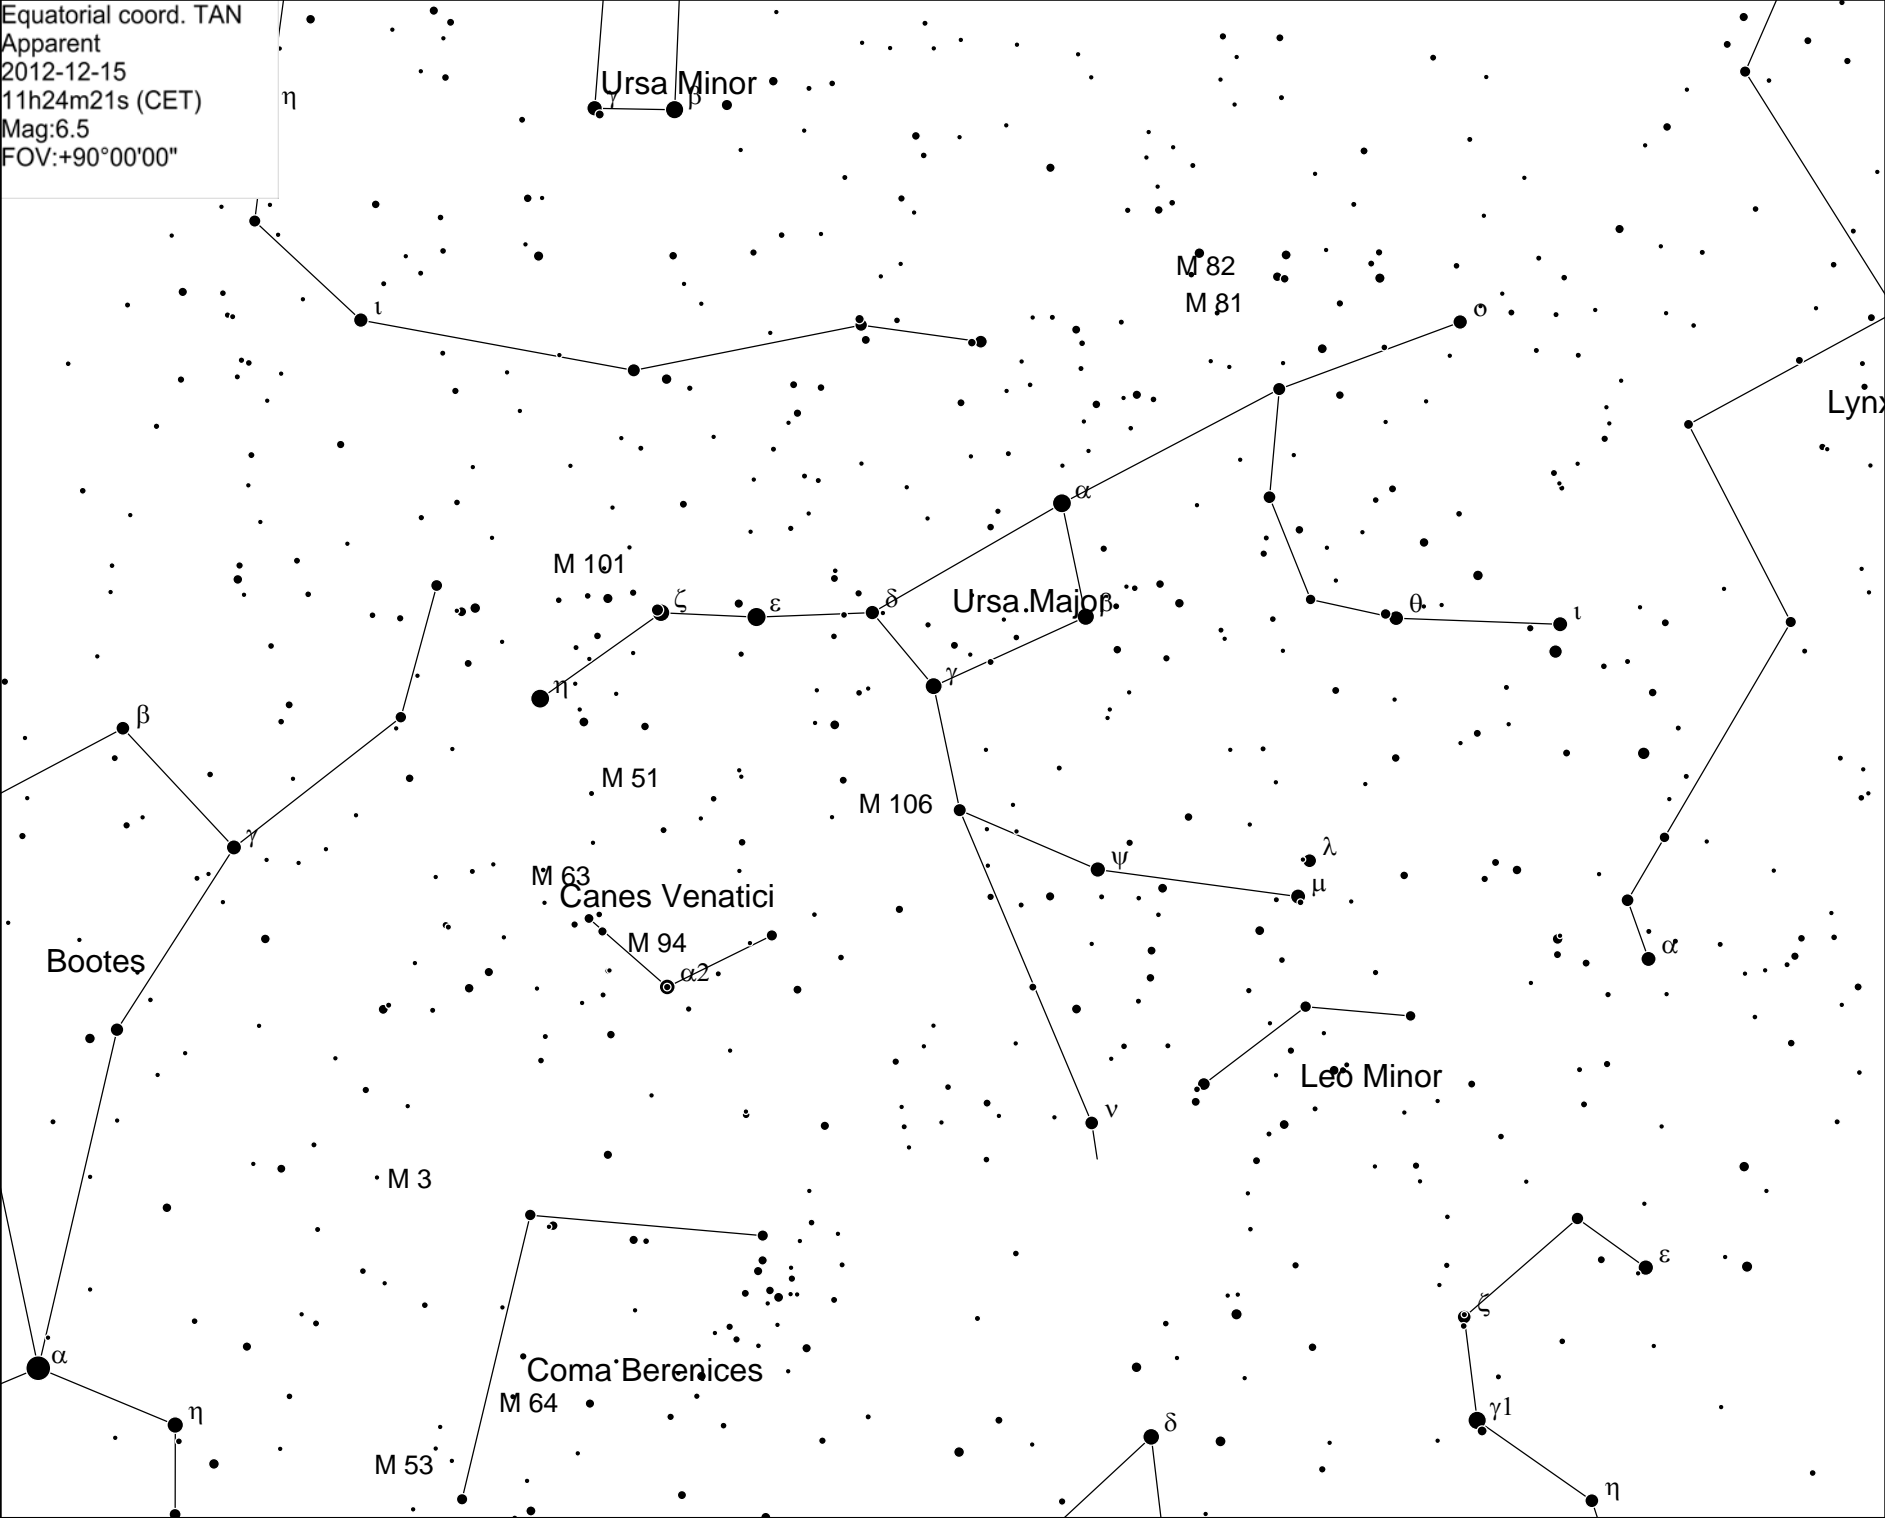 Equatorial coord. TAN
Apparent
2012-12-15
11h24m21s (CET)
Mag:6.5
FOV:+90°00'00"
η
Ursa Minor
γ
β
M 82
M 81
ι
ο
Lynx
α
M 101
ζ
ε
δ
Ursa Major
β
θ
ι
η
γ
β
M 51
M 106
γ
ψ
λ
μ
M 63
Canes Venatici
M 94
α2
Bootes
α
Leo Minor
ν
M 3
ε
ζ
α
Coma Berenices
M 64
η
δ
γ1
M 53
η